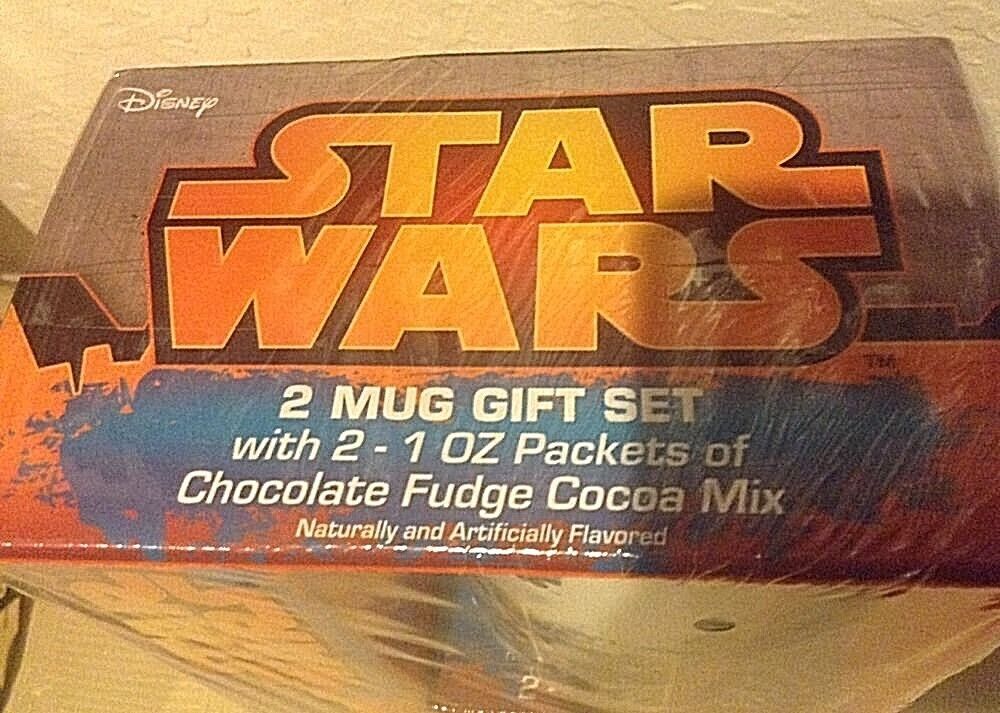 Disney
STAR
WARS
TM
2 MUG GIFT SET
with 2 - 1 OZ Packets of
Chocolate Fudge Cocoa Mix
Naturally and Artificially Flavored